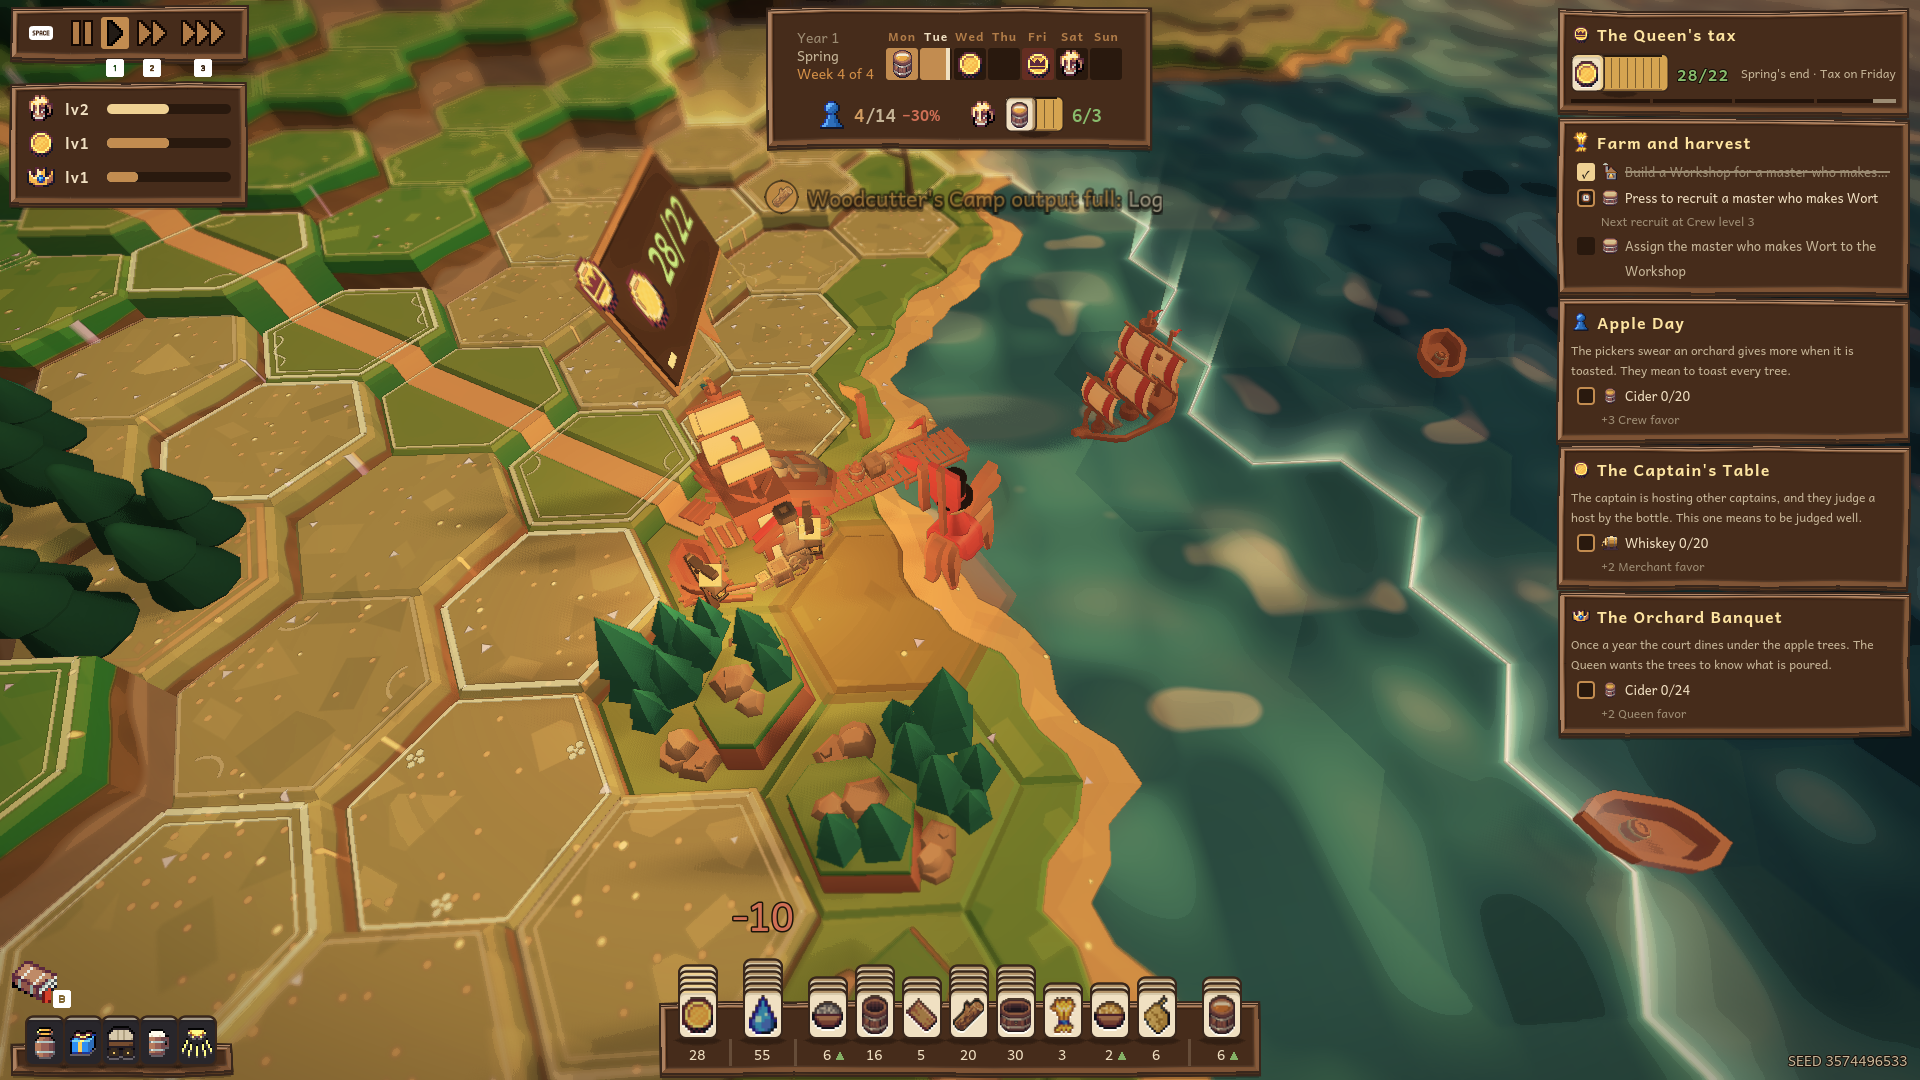 SPACE
1 2 3
lv2
lv1
lv1
Year 1
Spring
Week 4 of 4
Mon Tue Wed Thu Fri Sat Sun
4/14 -30%
6/3
Woodcutter's Camp output full: Log
28/22
The Queen's tax
28/22 Spring's end · Tax on Friday
Farm and harvest
Build a Workshop for a master who makes...
Press to recruit a master who makes Wort
Next recruit at Crew level 3
Assign the master who makes Wort to the
Workshop
Apple Day
The pickers swear an orchard gives more when it is
toasted. They mean to toast every tree.
Cider 0/20
+3 Crew favor
The Captain's Table
The captain is hosting other captains, and they judge a
host by the bottle. This one means to be judged well.
Whiskey 0/20
+2 Merchant favor
The Orchard Banquet
Once a year the court dines under the apple trees. The
Queen wants the trees to know what is poured.
Cider 0/24
+2 Queen favor
-10
B
28 55 6 16 5 20 30 3 2 6 6
SEED 3574496533